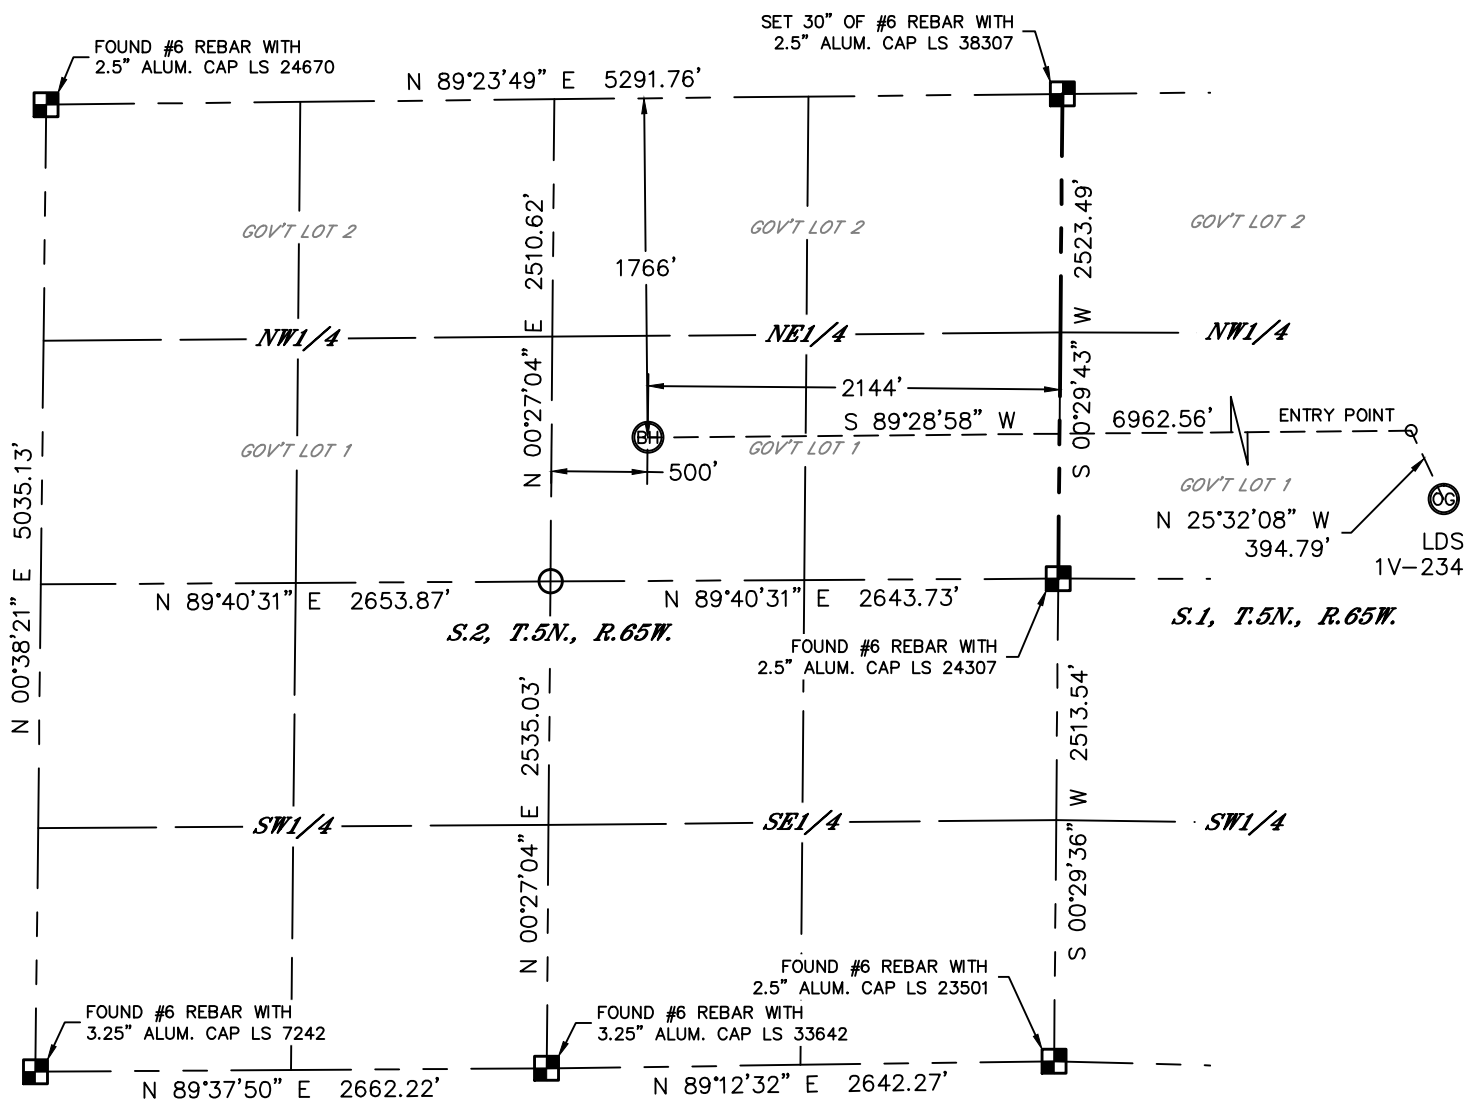 SET 30" OF #6 REBAR WITH
2.5" ALUM. CAP LS 38307
FOUND #6 REBAR WITH
2.5" ALUM. CAP LS 24670
N 89°23'49" E 5291.76'
GOV'T LOT 2
GOV'T LOT 2
GOV'T LOT 2
N 00°27'04" E 2510.62'
1766'
S 00°29'43" W 2523.49'
NW1/4
NE1/4
NW1/4
2144'
S 89°28'58" W 6962.56'
ENTRY POINT
BH
GOV'T LOT 1
GOV'T LOT 1
500'
GOV'T LOT 1
OG
N 25°32'08" W
394.79'
LDS
1V-234
N 00°38'21" E 5035.13'
N 89°40'31" E 2653.87'
N 89°40'31" E 2643.73'
S.2, T.5N., R.65W.
S.1, T.5N., R.65W.
FOUND #6 REBAR WITH
2.5" ALUM. CAP LS 24307
N 00°27'04" E 2535.03'
S 00°29'36" W 2513.54'
SW1/4
SE1/4
SW1/4
FOUND #6 REBAR WITH
2.5" ALUM. CAP LS 23501
FOUND #6 REBAR WITH
3.25" ALUM. CAP LS 7242
FOUND #6 REBAR WITH
3.25" ALUM. CAP LS 33642
N 89°37'50" E 2662.22'
N 89°12'32" E 2642.27'